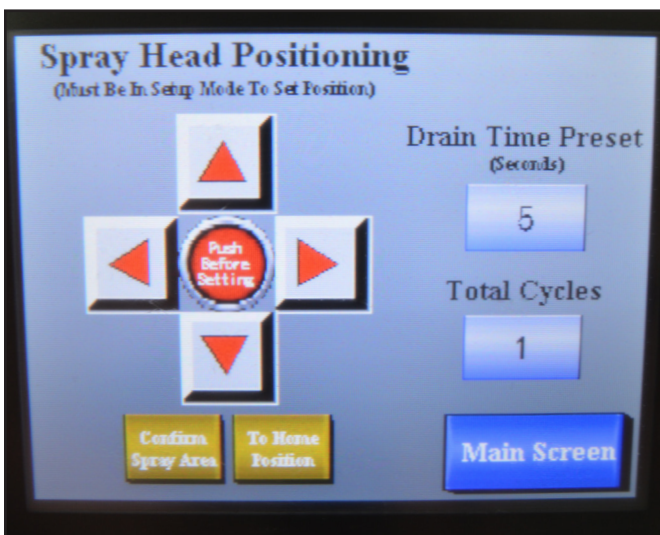 Spray Head Positioning
(Must Be In Setup Mode To Set Position)
Drain Time Preset
(Seconds)
5
Push
Before
Setting
Total Cycles
1
Confirm
Spray Area
To Home
Position
Main Screen